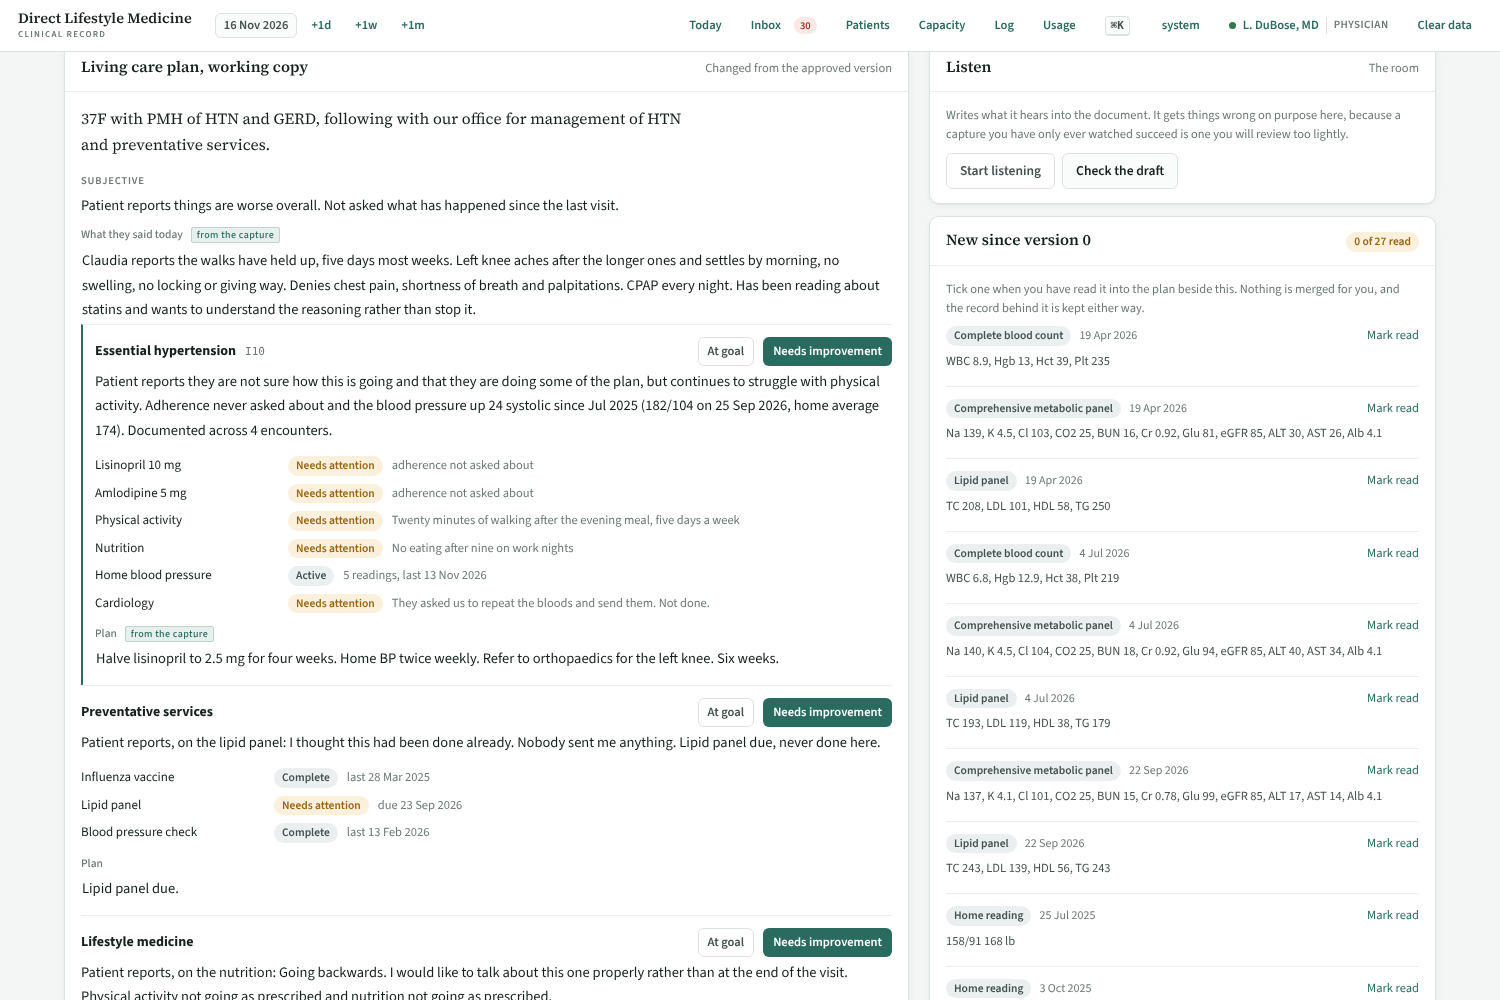 Direct Lifestyle Medicine
CLINICAL RECORD
16 Nov 2026 +1d +1w +1m
Today Inbox 30 Patients Capacity Log Usage ⌘K system L. DuBose, MD PHYSICIAN Clear data
Living care plan, working copy
Changed from the approved version
37F with PMH of HTN and GERD, following with our office for management of HTN
and preventative services.
SUBJECTIVE
Patient reports things are worse overall. Not asked what has happened since the last visit.
What they said today from the capture
Claudia reports the walks have held up, five days most weeks. Left knee aches after the longer ones and settles by morning, no
swelling, no locking or giving way. Denies chest pain, shortness of breath and palpitations. CPAP every night. Has been reading about
statins and wants to understand the reasoning rather than stop it.
Essential hypertension I10
At goal Needs improvement
Patient reports they are not sure how this is going and that they are doing some of the plan, but continues to struggle with physical
activity. Adherence never asked about and the blood pressure up 24 systolic since Jul 2025 (182/104 on 25 Sep 2026, home average
174). Documented across 4 encounters.
Lisinopril 10 mg Needs attention adherence not asked about
Amlodipine 5 mg Needs attention adherence not asked about
Physical activity Needs attention Twenty minutes of walking after the evening meal, five days a week
Nutrition Needs attention No eating after nine on work nights
Home blood pressure Active 5 readings, last 13 Nov 2026
Cardiology Needs attention They asked us to repeat the bloods and send them. Not done.
Plan from the capture
Halve lisinopril to 2.5 mg for four weeks. Home BP twice weekly. Refer to orthopaedics for the left knee. Six weeks.
Preventative services
At goal Needs improvement
Patient reports, on the lipid panel: I thought this had been done already. Nobody sent me anything. Lipid panel due, never done here.
Influenza vaccine Complete last 28 Mar 2025
Lipid panel Needs attention due 23 Sep 2026
Blood pressure check Complete last 13 Feb 2026
Plan
Lipid panel due.
Lifestyle medicine
At goal Needs improvement
Patient reports, on the nutrition: Going backwards. I would like to talk about this one properly rather than at the end of the visit.
Physical activity not going as prescribed and nutrition not going as prescribed.
Listen
The room
Writes what it hears into the document. It gets things wrong on purpose here, because a
capture you have only ever watched succeed is one you will review too lightly.
Start listening Check the draft
New since version 0
0 of 27 read
Tick one when you have read it into the plan beside this. Nothing is merged for you, and
the record behind it is kept either way.
Complete blood count 19 Apr 2026 Mark read
WBC 8.9, Hgb 13, Hct 39, Plt 235
Comprehensive metabolic panel 19 Apr 2026 Mark read
Na 139, K 4.5, Cl 103, CO2 25, BUN 16, Cr 0.92, Glu 81, eGFR 85, ALT 30, AST 26, Alb 4.1
Lipid panel 19 Apr 2026 Mark read
TC 208, LDL 101, HDL 58, TG 250
Complete blood count 4 Jul 2026 Mark read
WBC 6.8, Hgb 12.9, Hct 38, Plt 219
Comprehensive metabolic panel 4 Jul 2026 Mark read
Na 140, K 4.5, Cl 104, CO2 25, BUN 18, Cr 0.92, Glu 94, eGFR 85, ALT 40, AST 34, Alb 4.1
Lipid panel 4 Jul 2026 Mark read
TC 193, LDL 119, HDL 38, TG 179
Comprehensive metabolic panel 22 Sep 2026 Mark read
Na 137, K 4.1, Cl 101, CO2 25, BUN 15, Cr 0.78, Glu 99, eGFR 85, ALT 17, AST 14, Alb 4.1
Lipid panel 22 Sep 2026 Mark read
TC 243, LDL 139, HDL 56, TG 243
Home reading 25 Jul 2025 Mark read
158/91 168 lb
Home reading 3 Oct 2025 Mark read